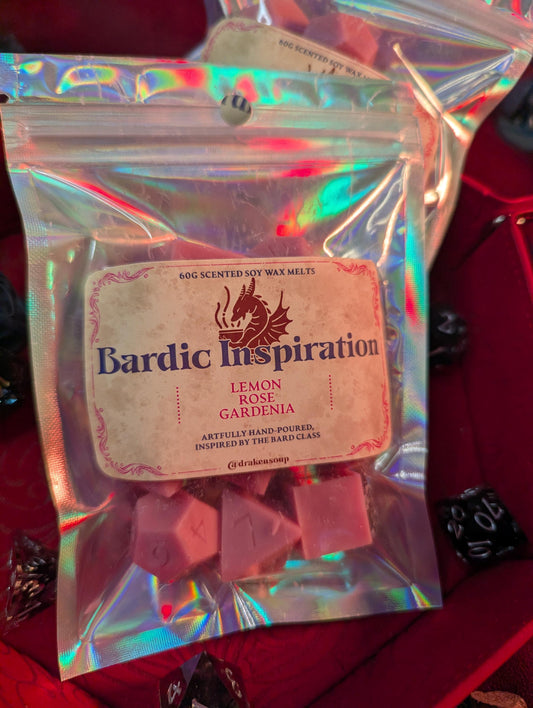 60G SCENTED SOY WAX
60G SCENTED SOY WAX MELTS
Bardic Inspiration
LEMON
ROSE
GARDENIA
ARTFULLY HAND-POURED,
INSPIRED BY THE BARD CLASS
@drakensoup
10